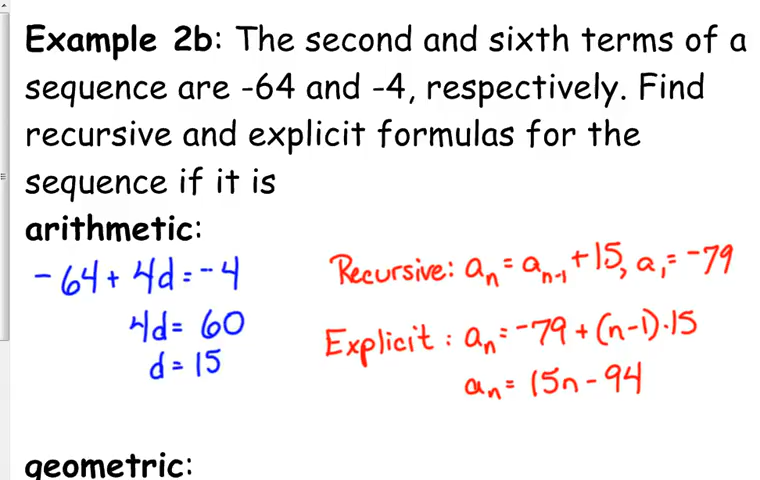 Example 2b: The second and sixth terms of a
sequence are -64 and -4, respectively. Find
recursive and explicit formulas for the
sequence if it is
arithmetic:
-64 + 4d = -4
4d = 60
d = 15
Recursive: aₙ = aₙ₋₁ + 15, a₁ = -79
Explicit: aₙ = -79 + (n-1)·15
aₙ = 15n - 94
geometric: